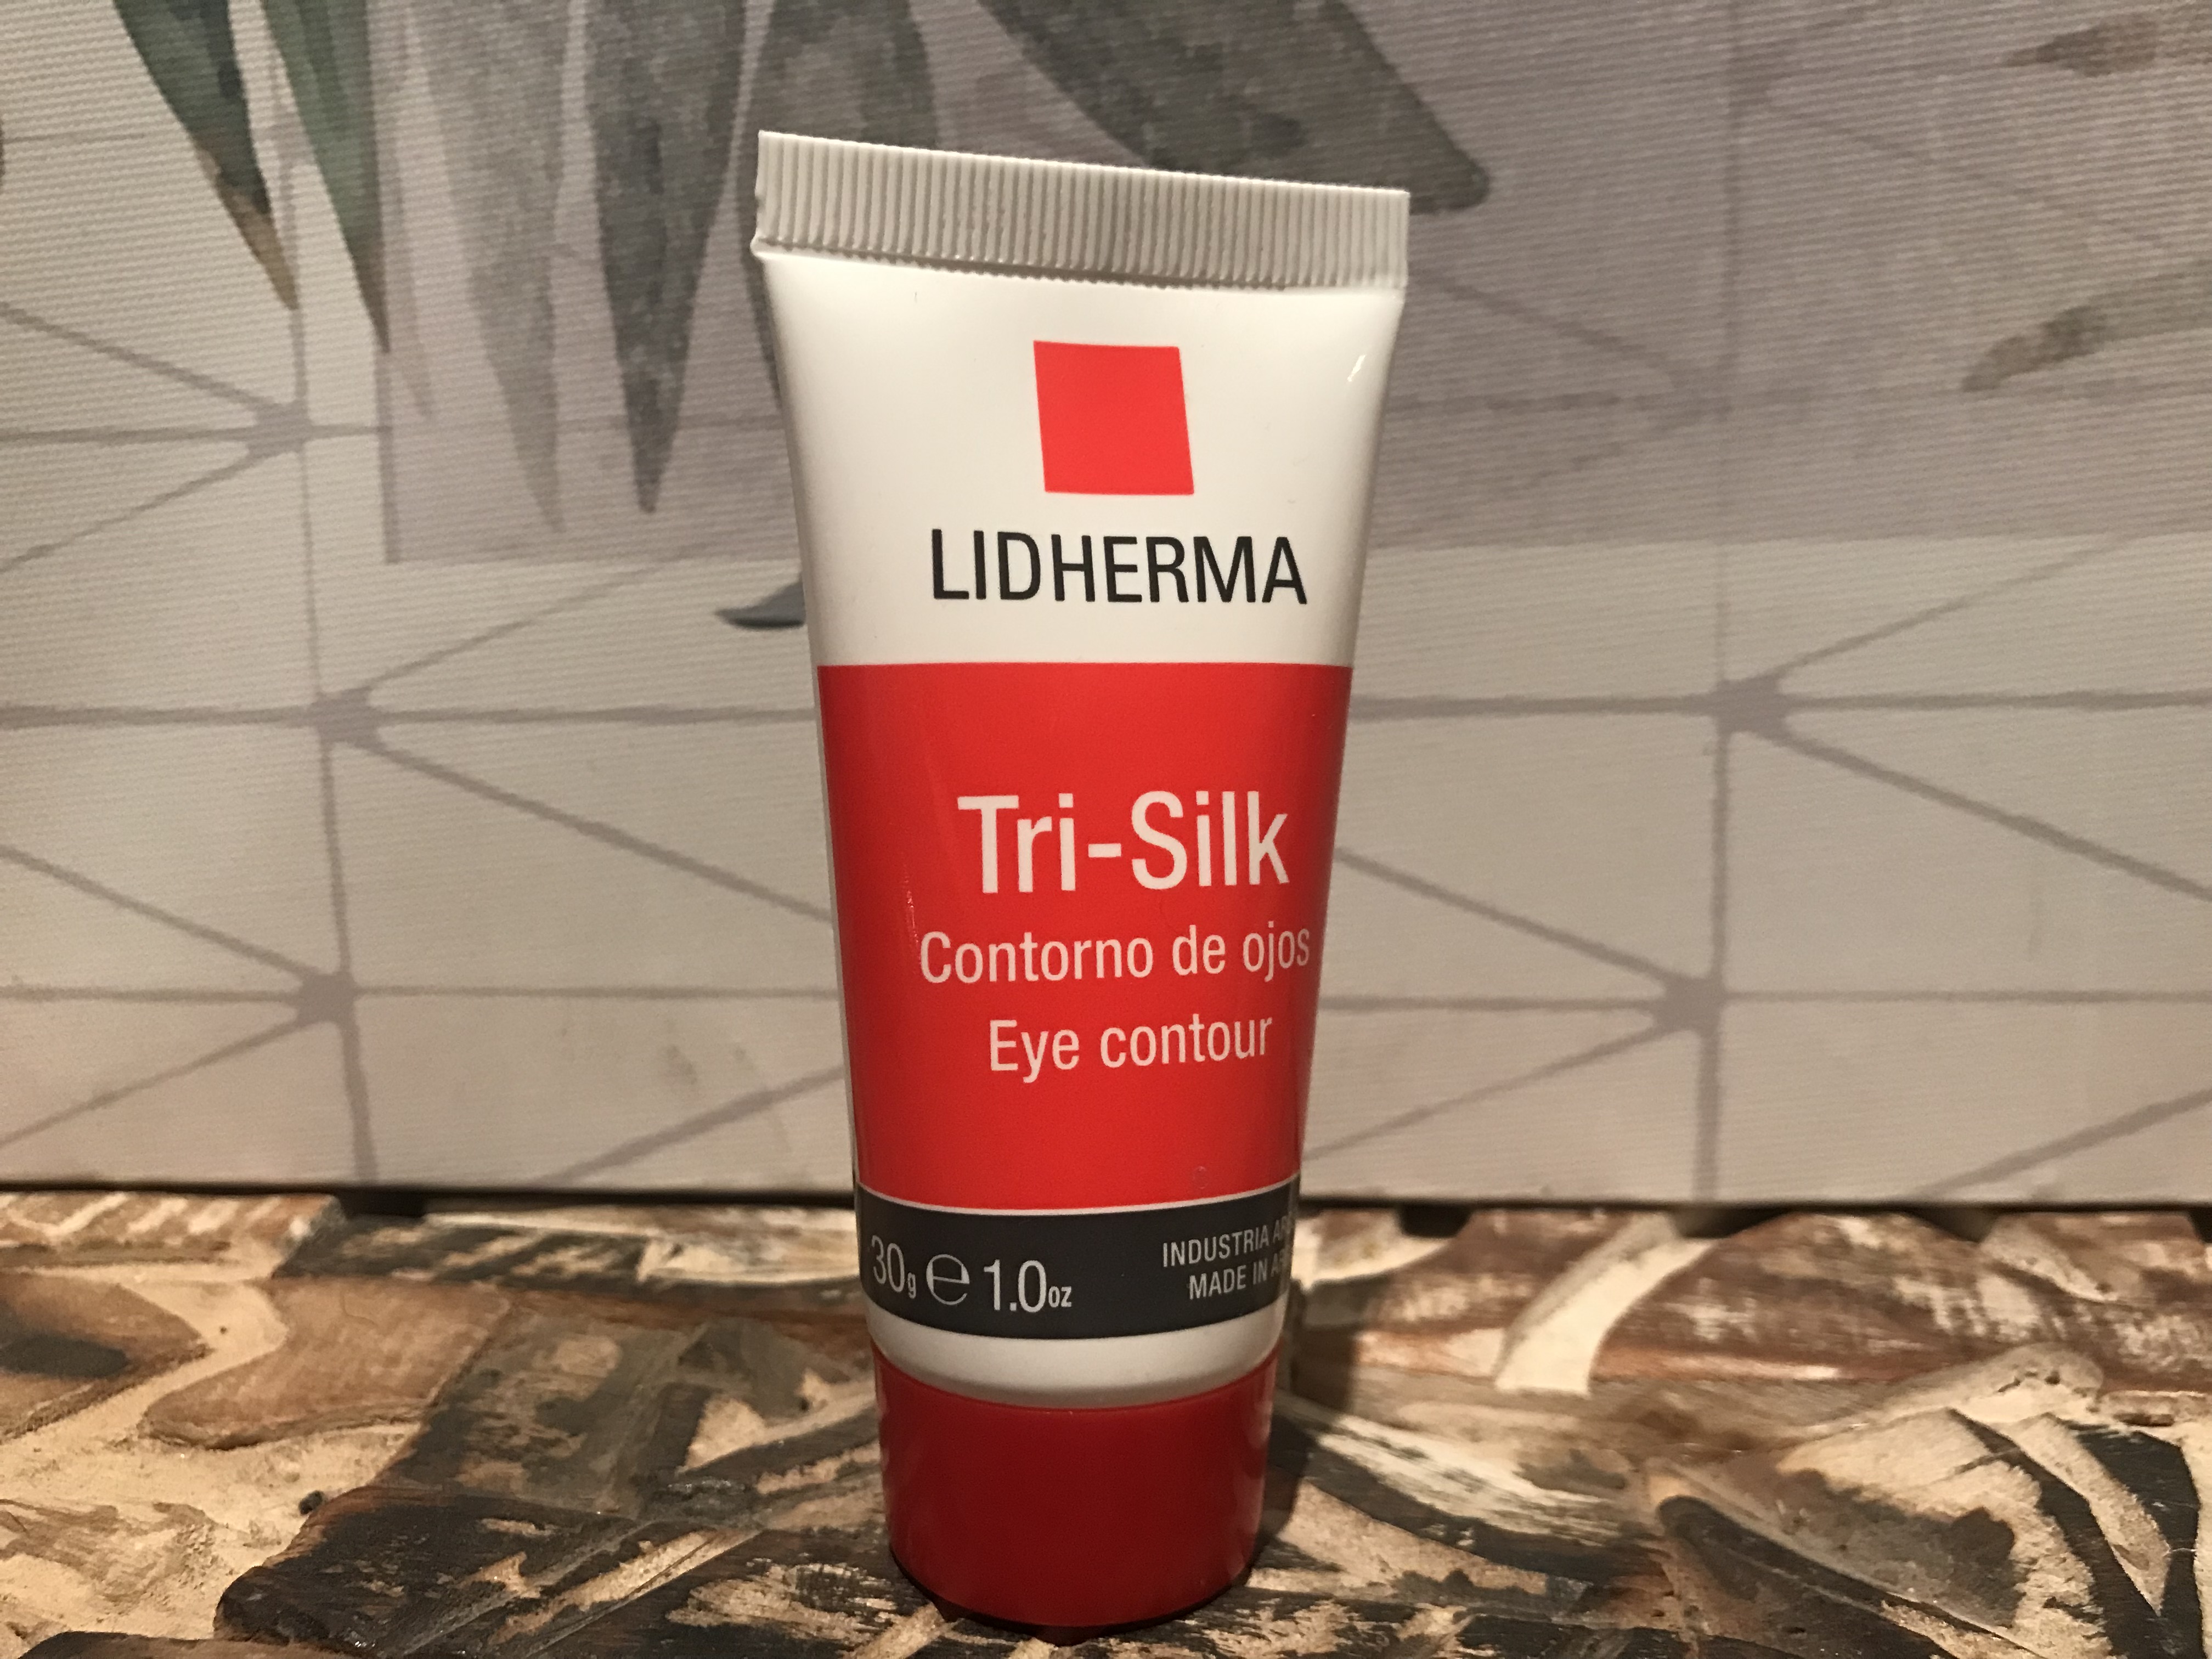 LIDHERMA
Tri-Silk
Contorno de ojos
Eye contour
30g ℮ 1.0oz
INDUSTRIA
MADE IN